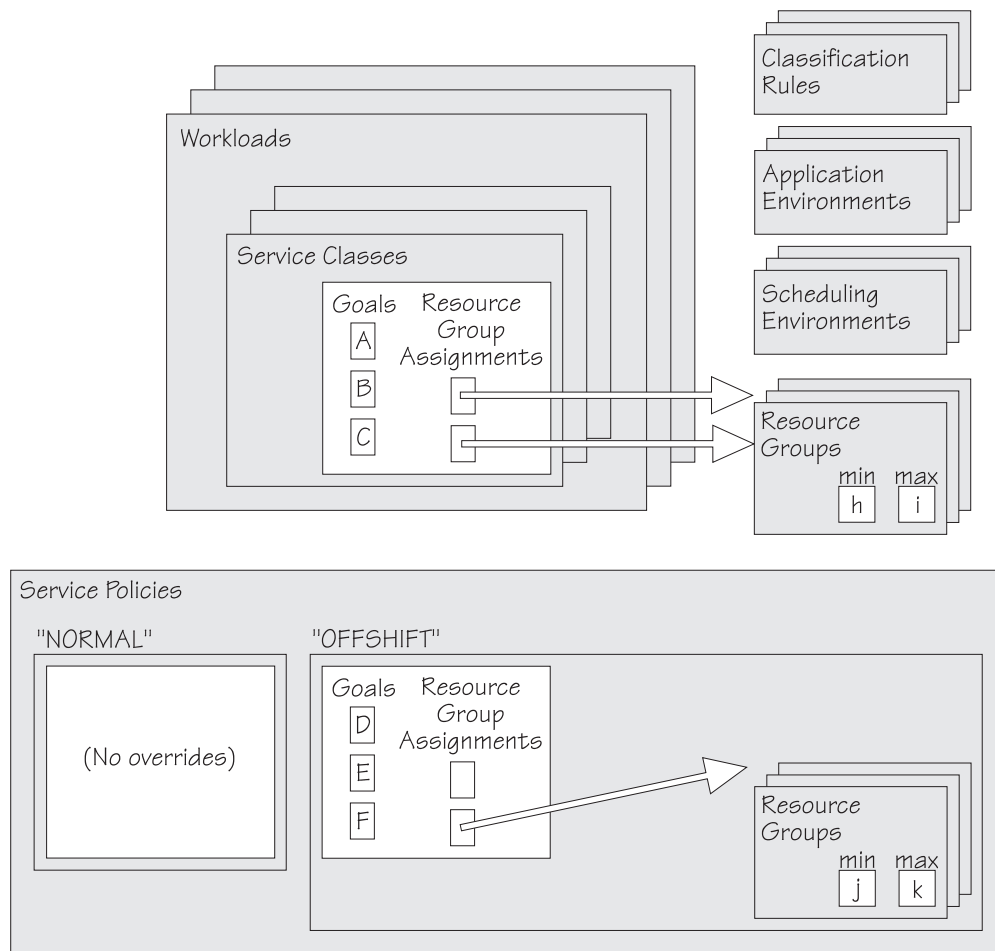 Classification
Rules
Workloads
Application
Environments
Service Classes
Goals
Resource
Group
Assignments
A
B
C
Scheduling
Environments
Resource
Groups
min
max
h
i
Service Policies
"NORMAL"
(No overrides)
"OFFSHIFT"
Goals
Resource
Group
Assignments
D
E
F
Resource
Groups
min
max
j
k